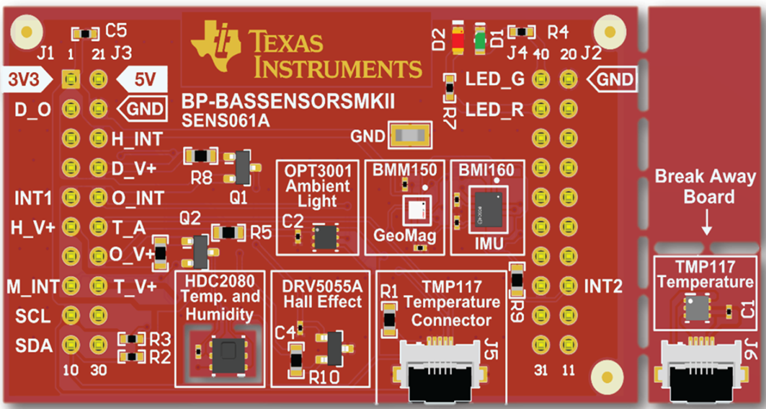 C5
J1 1 21 J3
3V3 5V
D_O GND
H_INT
D_V+
INT1 O_INT
H_V+ T_A
O_V+
M_INT T_V+
SCL
SDA
10 30
R3
R2
TEXAS
INSTRUMENTS
BP-BASSENSORSMKII
SENS061A
GND
R8
Q1
Q2
R5
OPT3001
Ambient
Light
C2
BMM150
GeoMag
BMI160
IMU
HDC2080
Temp. and
Humidity
DRV5055A
Hall Effect
C4
R10
TMP117
Temperature
Connector
R1
J5
R9
D2 D1 R4
J4 40 20 J2
LED_G GND
LED_R
R7
INT2
31 11
Break Away
Board
TMP117
Temperature
C1
J6